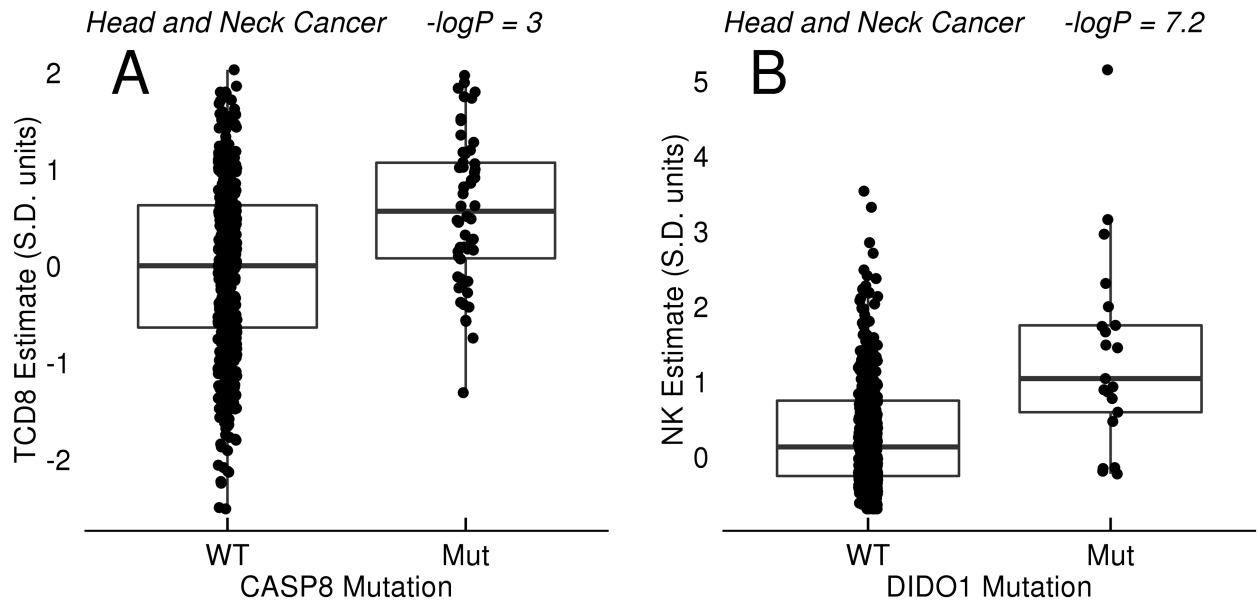 Head and Neck Cancer -logP = 3
A
TCD8 Estimate (S.D. units)
2
1
0
-1
-2
WT Mut
CASP8 Mutation
Head and Neck Cancer -logP = 7.2
B
NK Estimate (S.D. units)
5
4
3
2
1
0
WT Mut
DIDO1 Mutation